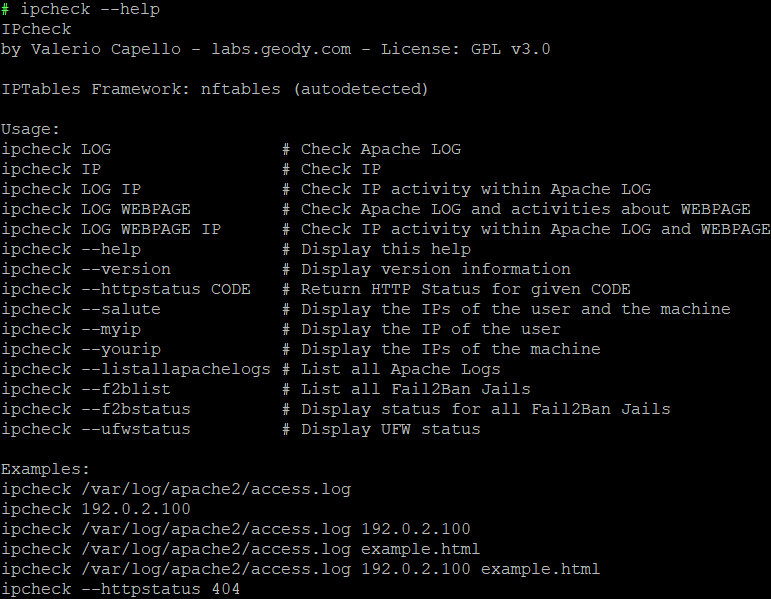 # ipcheck --help
IPcheck
by Valerio Capello - labs.geody.com - License: GPL v3.0
IPTables Framework: nftables (autodetected)
Usage:
ipcheck LOG # Check Apache LOG
ipcheck IP # Check IP
ipcheck LOG IP # Check IP activity within Apache LOG
ipcheck LOG WEBPAGE # Check Apache LOG and activities about WEBPAGE
ipcheck LOG WEBPAGE IP # Check IP activity within Apache LOG and WEBPAGE
ipcheck --help # Display this help
ipcheck --version # Display version information
ipcheck --httpstatus CODE # Return HTTP Status for given CODE
ipcheck --salute # Display the IPs of the user and the machine
ipcheck --myip # Display the IP of the user
ipcheck --yourip # Display the IPs of the machine
ipcheck --listallapachelogs # List all Apache Logs
ipcheck --f2blist # List all Fail2Ban Jails
ipcheck --f2bstatus # Display status for all Fail2Ban Jails
ipcheck --ufwstatus # Display UFW status
Examples:
ipcheck /var/log/apache2/access.log
ipcheck 192.0.2.100
ipcheck /var/log/apache2/access.log 192.0.2.100
ipcheck /var/log/apache2/access.log example.html
ipcheck /var/log/apache2/access.log 192.0.2.100 example.html
ipcheck --httpstatus 404